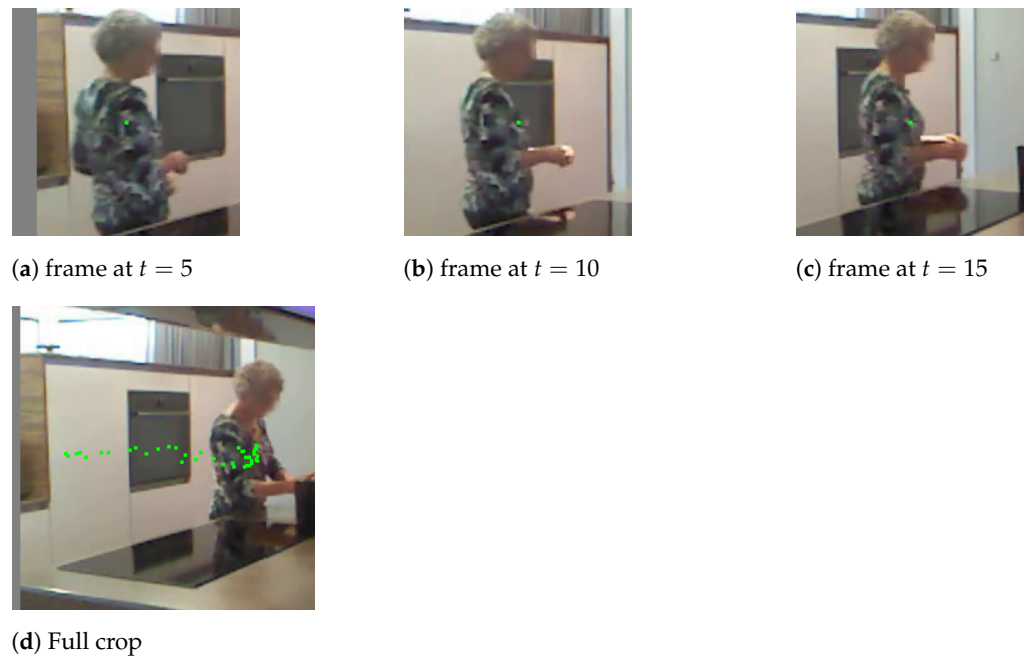 (a) frame at t = 5
(b) frame at t = 10
(c) frame at t = 15
(d) Full crop